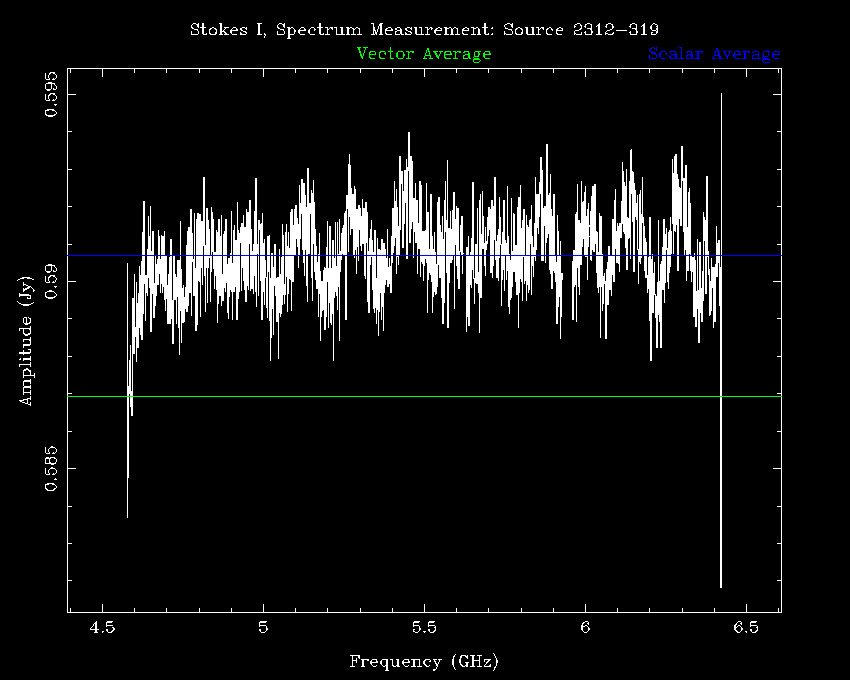 Stokes I, Spectrum Measurement: Source 2312−319
Vector Average
Scalar Average
0.595
0.59
0.585
Amplitude (Jy)
4.5 5 5.5 6 6.5
Frequency (GHz)